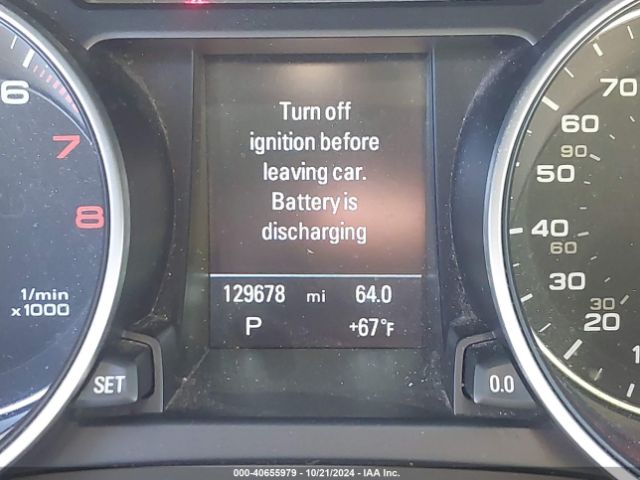 Turn off
ignition before
leaving car.
Battery is
discharging
129678 mi 64.0
P +67°F
6
7
8
1/min
x1000
SET
70
60
90
50
40
60
30
30
20
1
0.0
000-40655979 - 10/21/2024 - IAA Inc.